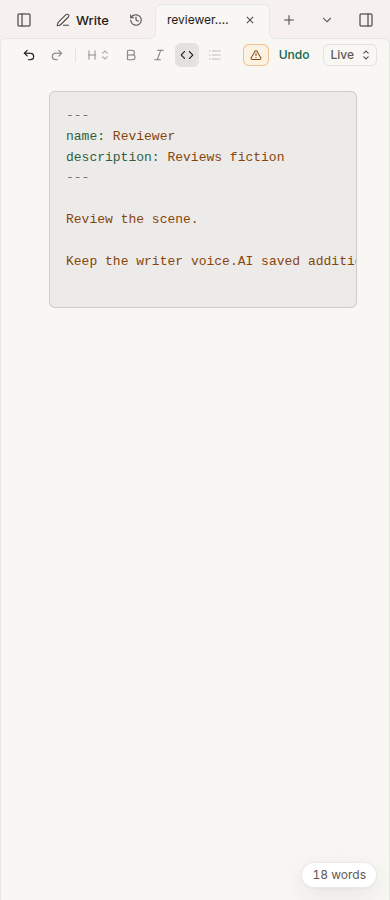 Write
reviewer....
H
B
I
Undo
Live
---
name: Reviewer
description: Reviews fiction
---
Review the scene.
Keep the writer voice.AI saved additi
18 words